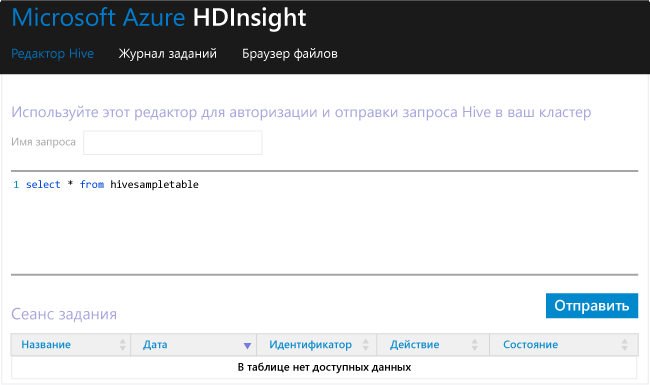 Microsoft Azure HDInsight
Редактор Hive Журнал заданий Браузер файлов
Используйте этот редактор для авторизации и отправки запроса Hive в ваш кластер
Имя запроса
1 select * from hivesampletable
Отправить
Сеанс задания
Название Дата Идентификатор Действие Состояние
В таблице нет доступных данных